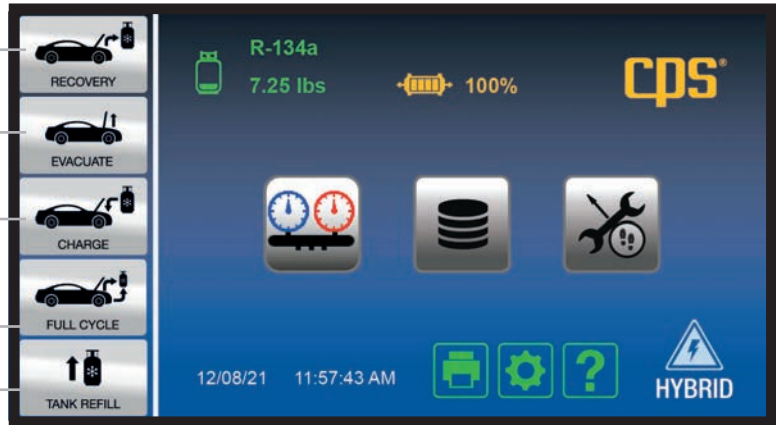 RECOVERY
EVACUATE
CHARGE
FULL CYCLE
TANK REFILL
R-134a
7.25 lbs
100%
cps®
12/08/21 11:57:43 AM
?
HYBRID